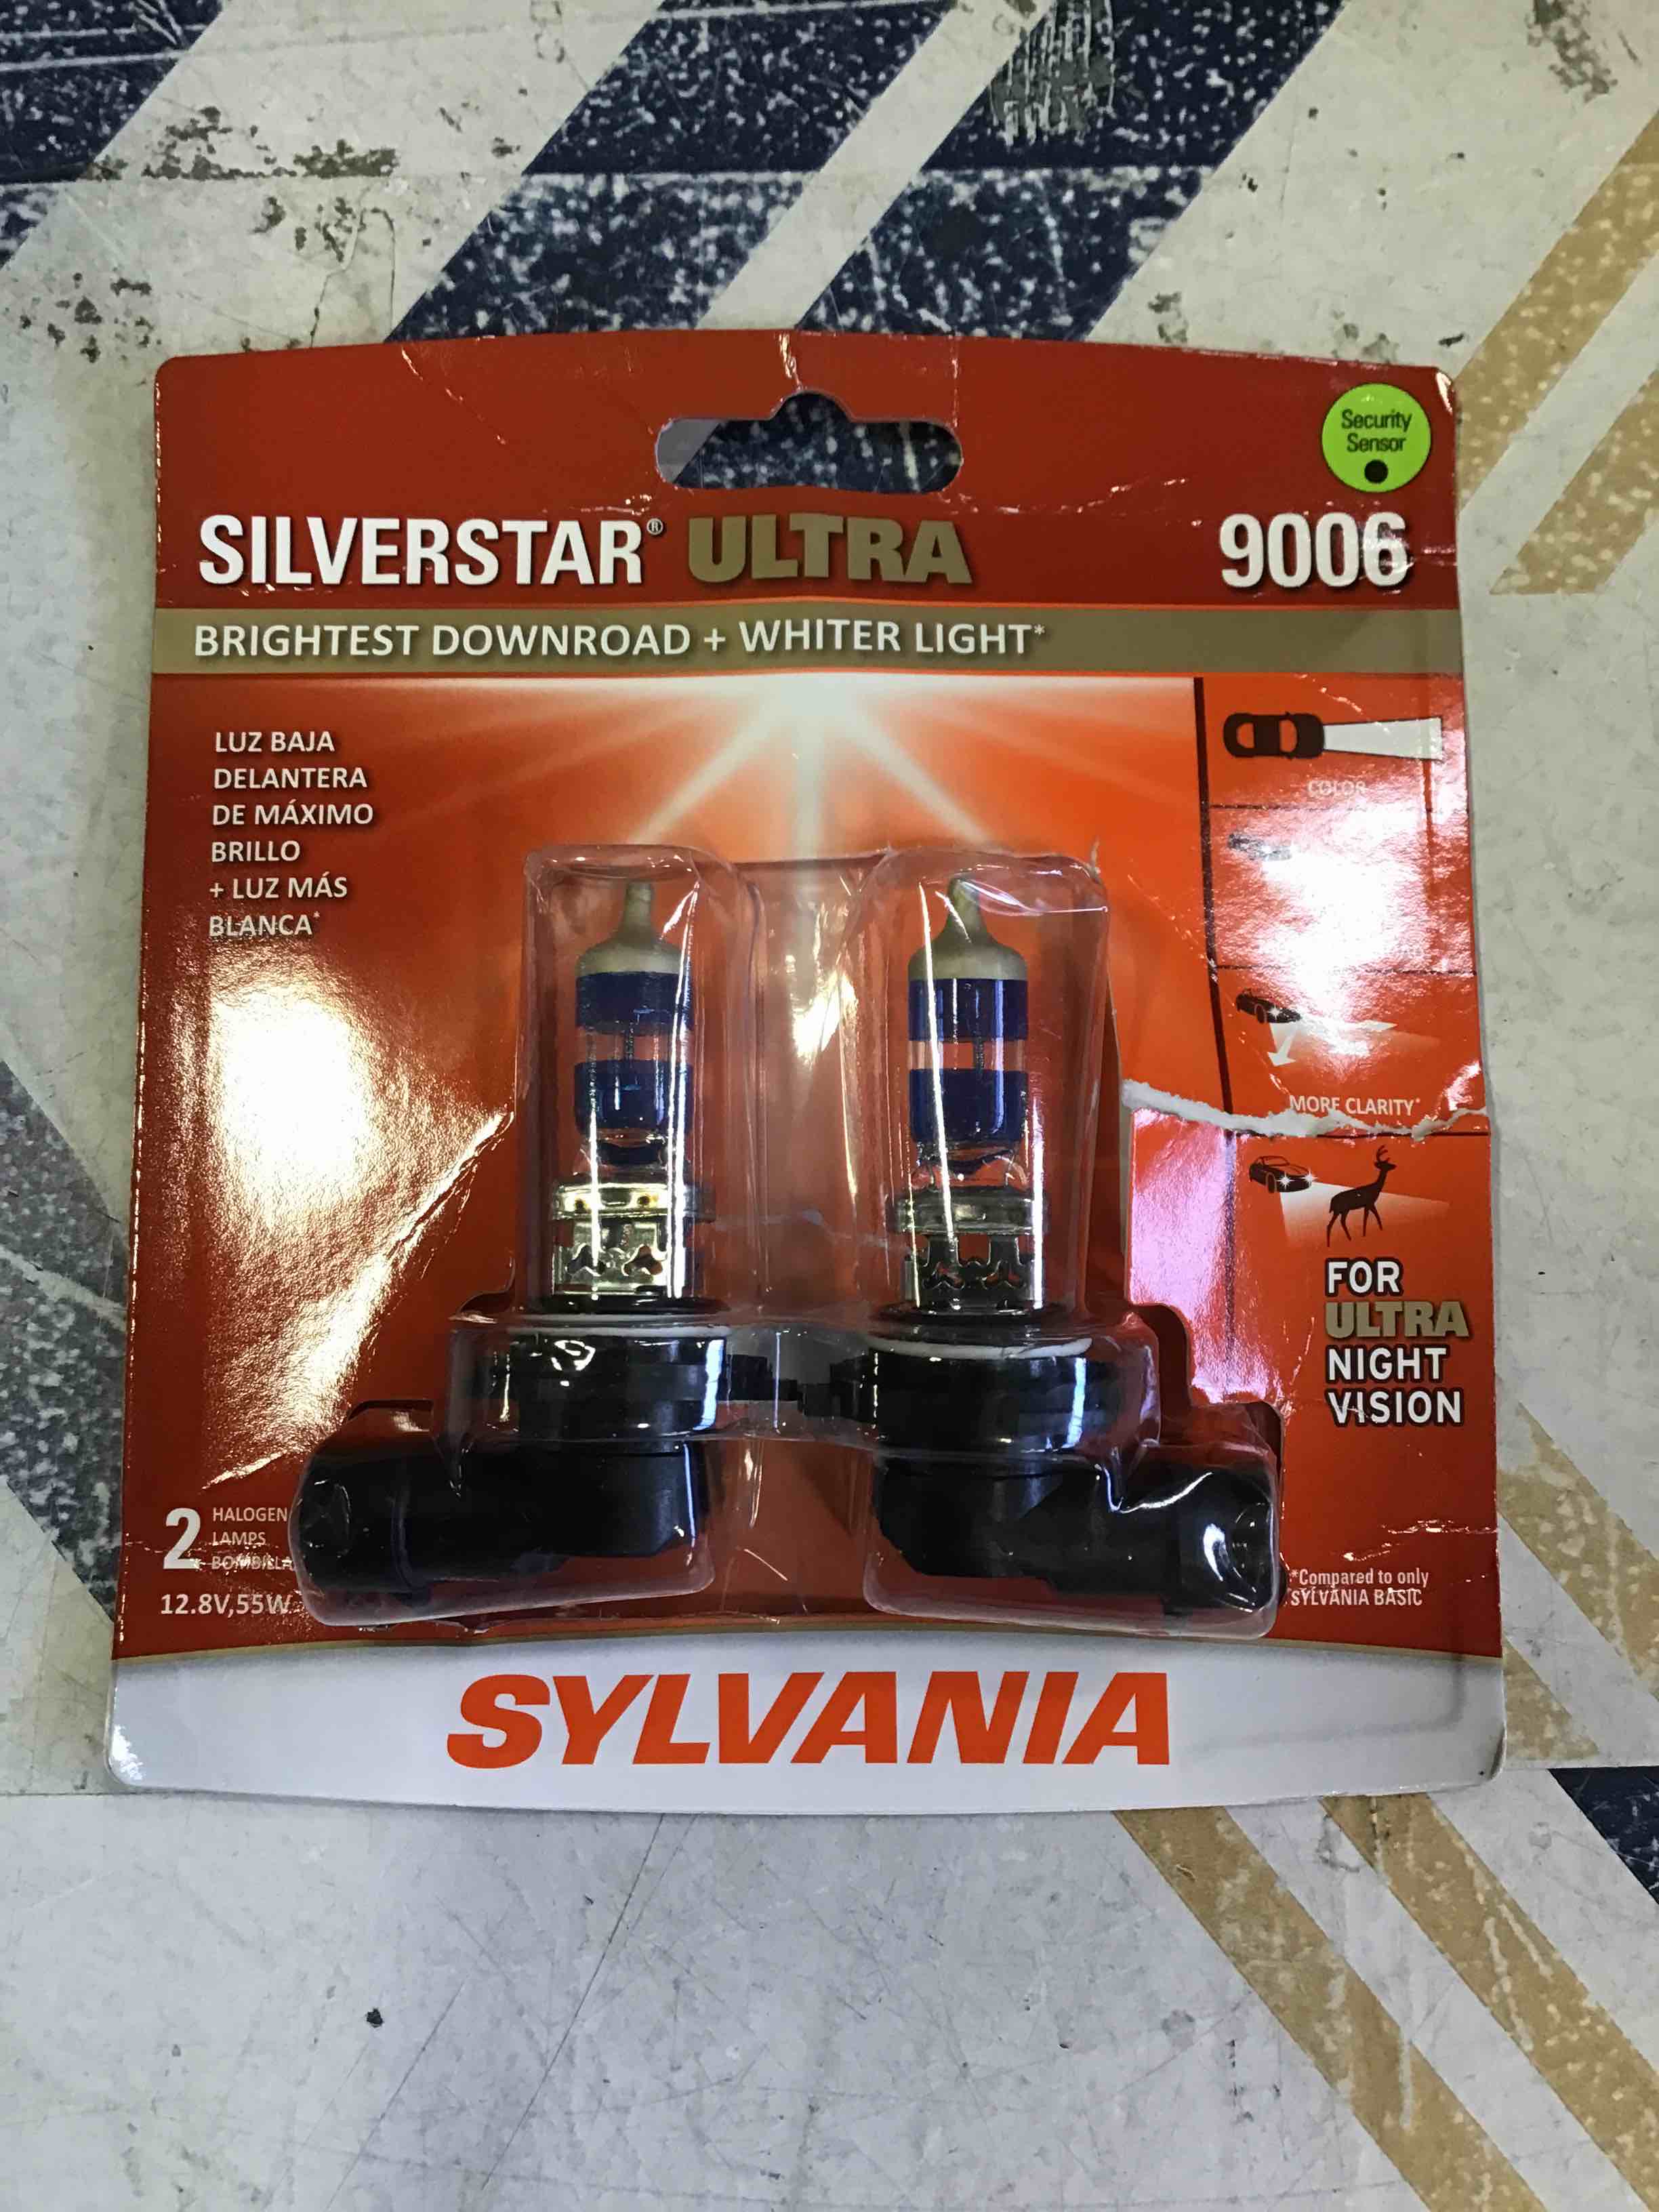 Security
Sensor
SILVERSTAR® ULTRA
9006
BRIGHTEST DOWNROAD + WHITER LIGHT*
LUZ BAJA
DELANTERA
DE MÁXIMO
BRILLO
+ LUZ MÁS
BLANCA*
COLOR
MORE CLARITY*
FOR
ULTRA
NIGHT
VISION
2 HALOGEN
LAMPS
12.8V,55W
*Compared to only
SYLVANIA BASIC
SYLVANIA